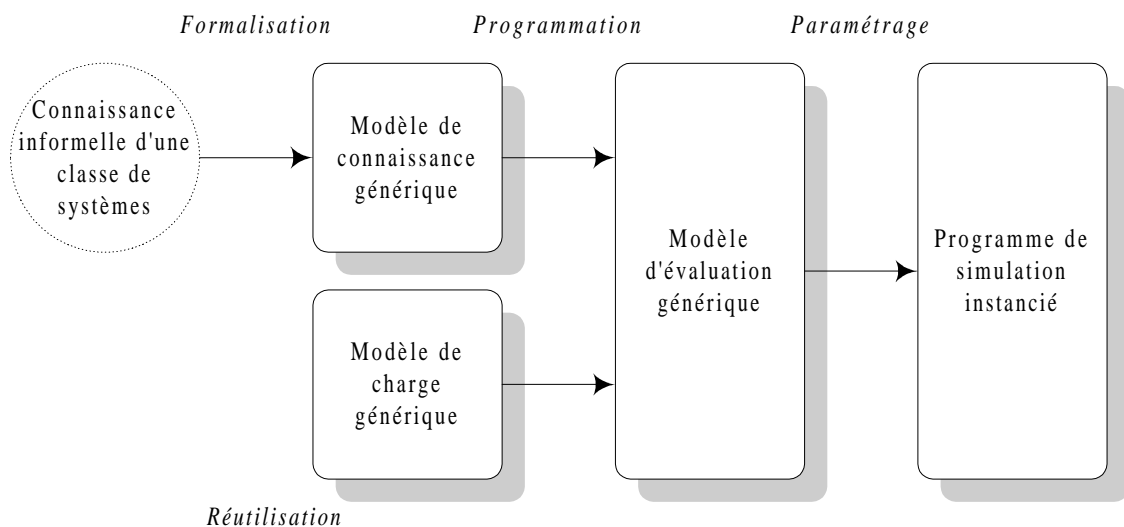 Formalisation
Programmation
Paramétrage
Connaissance
informelle d'une
classe de
systèmes
Modèle de
connaissance
générique
Modèle
d'évaluation
générique
Programme de
simulation
instancié
Modèle de
charge
générique
Réutilisation